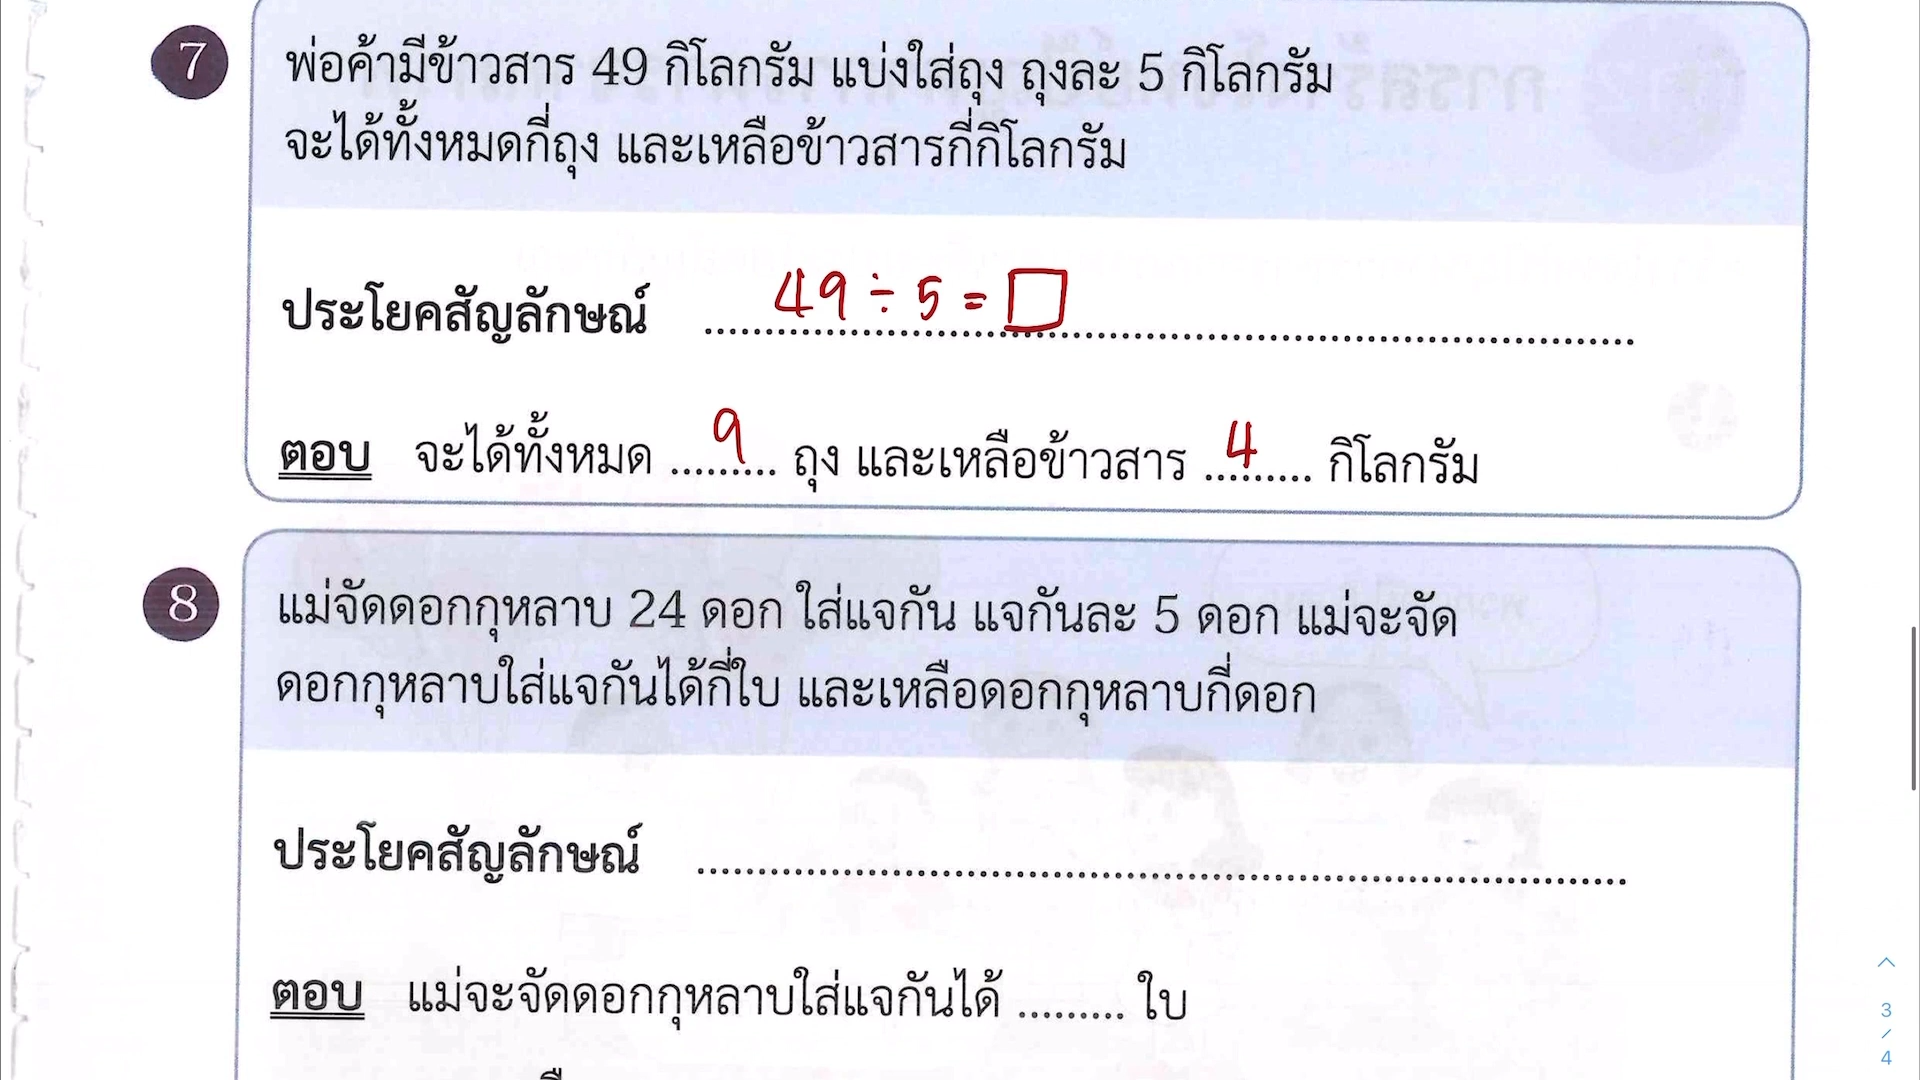 7
พ่อค้ามีข้าวสาร 49 กิโลกรัม แบ่งใส่ถุง ถุงละ 5 กิโลกรัม
จะได้ทั้งหมดกี่ถุง และเหลือข้าวสารกี่กิโลกรัม
ประโยคสัญลักษณ์ 49 ÷ 5 = □
ตอบ จะได้ทั้งหมด 9 ถุง และเหลือข้าวสาร 4 กิโลกรัม
8
แม่จัดดอกกุหลาบ 24 ดอก ใส่แจกัน แจกันละ 5 ดอก แม่จะจัด
ดอกกุหลาบใส่แจกันได้กี่ใบ และเหลือดอกกุหลาบกี่ดอก
ประโยคสัญลักษณ์ ..........
ตอบ แม่จะจัดดอกกุหลาบใส่แจกันได้ ......... ใบ
3
/
4